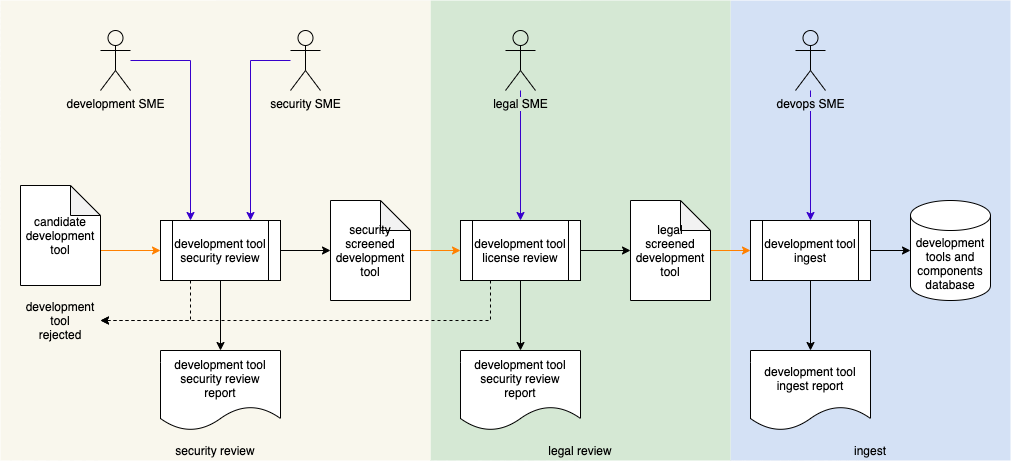 development SME
security SME
legal SME
devops SME
candidate
development
tool
development tool
security review
security
screened
development
tool
development tool
license review
legal
screened
development
tool
development tool
ingest
development
tools and
components
database
development
tool
rejected
development tool
security review
report
development tool
security review
report
development tool
ingest report
security review
legal review
ingest